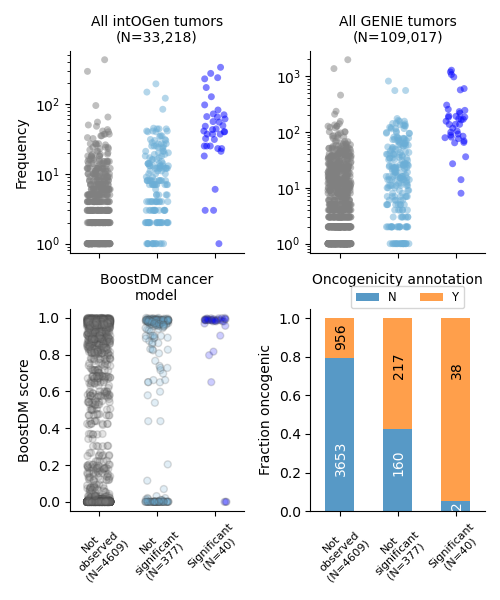 All intOGen tumors
(N=33,218)
All GENIE tumors
(N=109,017)
Frequency
10²
10¹
10⁰
10³
10²
10¹
10⁰
BoostDM cancer
model
Oncogenicity annotation
N
Y
BoostDM score
1.0
0.8
0.6
0.4
0.2
0.0
Not
observed
(N=4609)
Not
significant
(N=377)
Significant
(N=40)
Fraction oncogenic
1.0
0.8
0.6
0.4
0.2
0.0
956
3653
217
160
38
2
Not
observed
(N=4609)
Not
significant
(N=377)
Significant
(N=40)